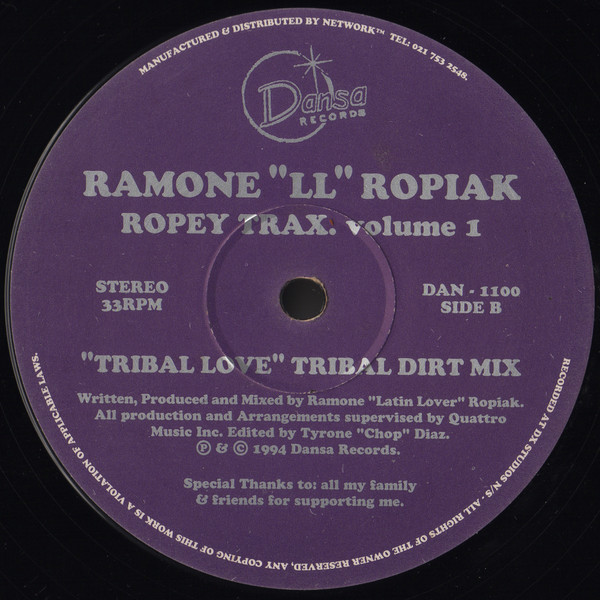 MANUFACTURED & DISTRIBUTED BY NETWORK™ TEL: 021 753 2548.
Dansa
RECORDS
RAMONE "LL" ROPIAK
ROPEY TRAX. volume 1
STEREO
33RPM
DAN - 1100
SIDE B
"TRIBAL LOVE" TRIBAL DIRT MIX
Written, Produced and Mixed by Ramone "Latin Lover" Ropiak.
All production and Arrangements supervised by Quattro
Music Inc. Edited by Tyrone "Chop" Diaz.
℗ & © 1994 Dansa Records.
Special Thanks to: all my family
& friends for supporting me.
RECORDED AT DX STUDIOS N/S - ALL RIGHTS OF THE OWNER RESERVED, ANY COPYING OF THIS WORK IS A VIOLATION OF APPLICABLE LAWS.